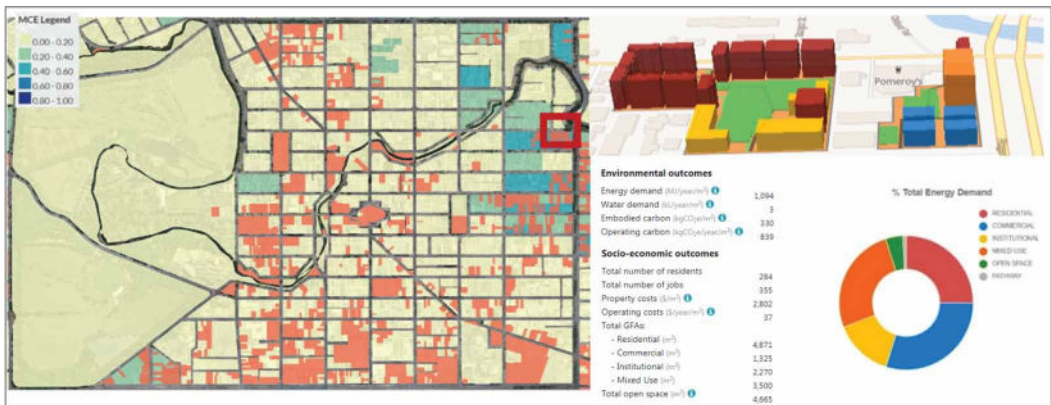 MCE Legend
0.00 - 0.20
0.20 - 0.40
0.40 - 0.60
0.60 - 0.80
0.80 - 1.00
Pomeroy's
Environmental outcomes
Energy demand (MJ/year/m²) 1,094
Water demand (kL/year/m²) 3
Embodied carbon (kgCO₂e/m²) 330
Operating carbon (kgCO₂e/year/m²) 839
Socio-economic outcomes
Total number of residents 284
Total number of jobs 355
Property costs ($/m²) 2,802
Operating costs ($/year/m²) 37
Total GFAs:
- Residential (m²) 4,871
- Commercial (m²) 1,325
- Institutional (m²) 2,270
- Mixed Use (m²) 3,500
Total open space (m²) 4,665
% Total Energy Demand
RESIDENTIAL
COMMERCIAL
INSTITUTIONAL
MIXED USE
OPEN SPACE
PATHWAY